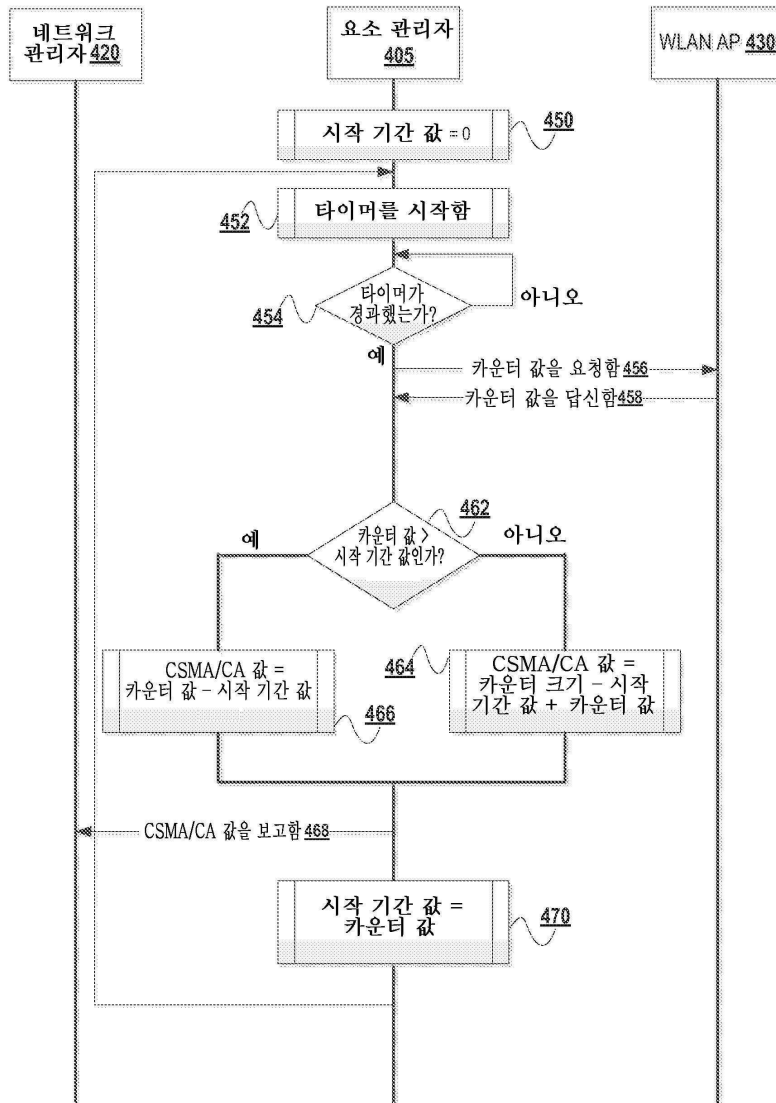 네트워크
관리자 420
요소 관리자
405
WLAN AP 430
시작 기간 값 = 0
450
타이머를 시작함
452
타이머가
경과했는가?
454
아니오
예
카운터 값을 요청함 456
카운터 값을 답신함 458
462
카운터 값 >
시작 기간 값인가?
예
아니오
CSMA/CA 값 =
카운터 값 – 시작 기간 값
466
464
CSMA/CA 값 =
카운터 크기 – 시작
기간 값 + 카운터 값
CSMA/CA 값을 보고함 468
시작 기간 값 =
카운터 값
470